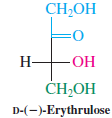 CH₂OH
=O
H—OH
CH₂OH
D-(−)-Erythrulose